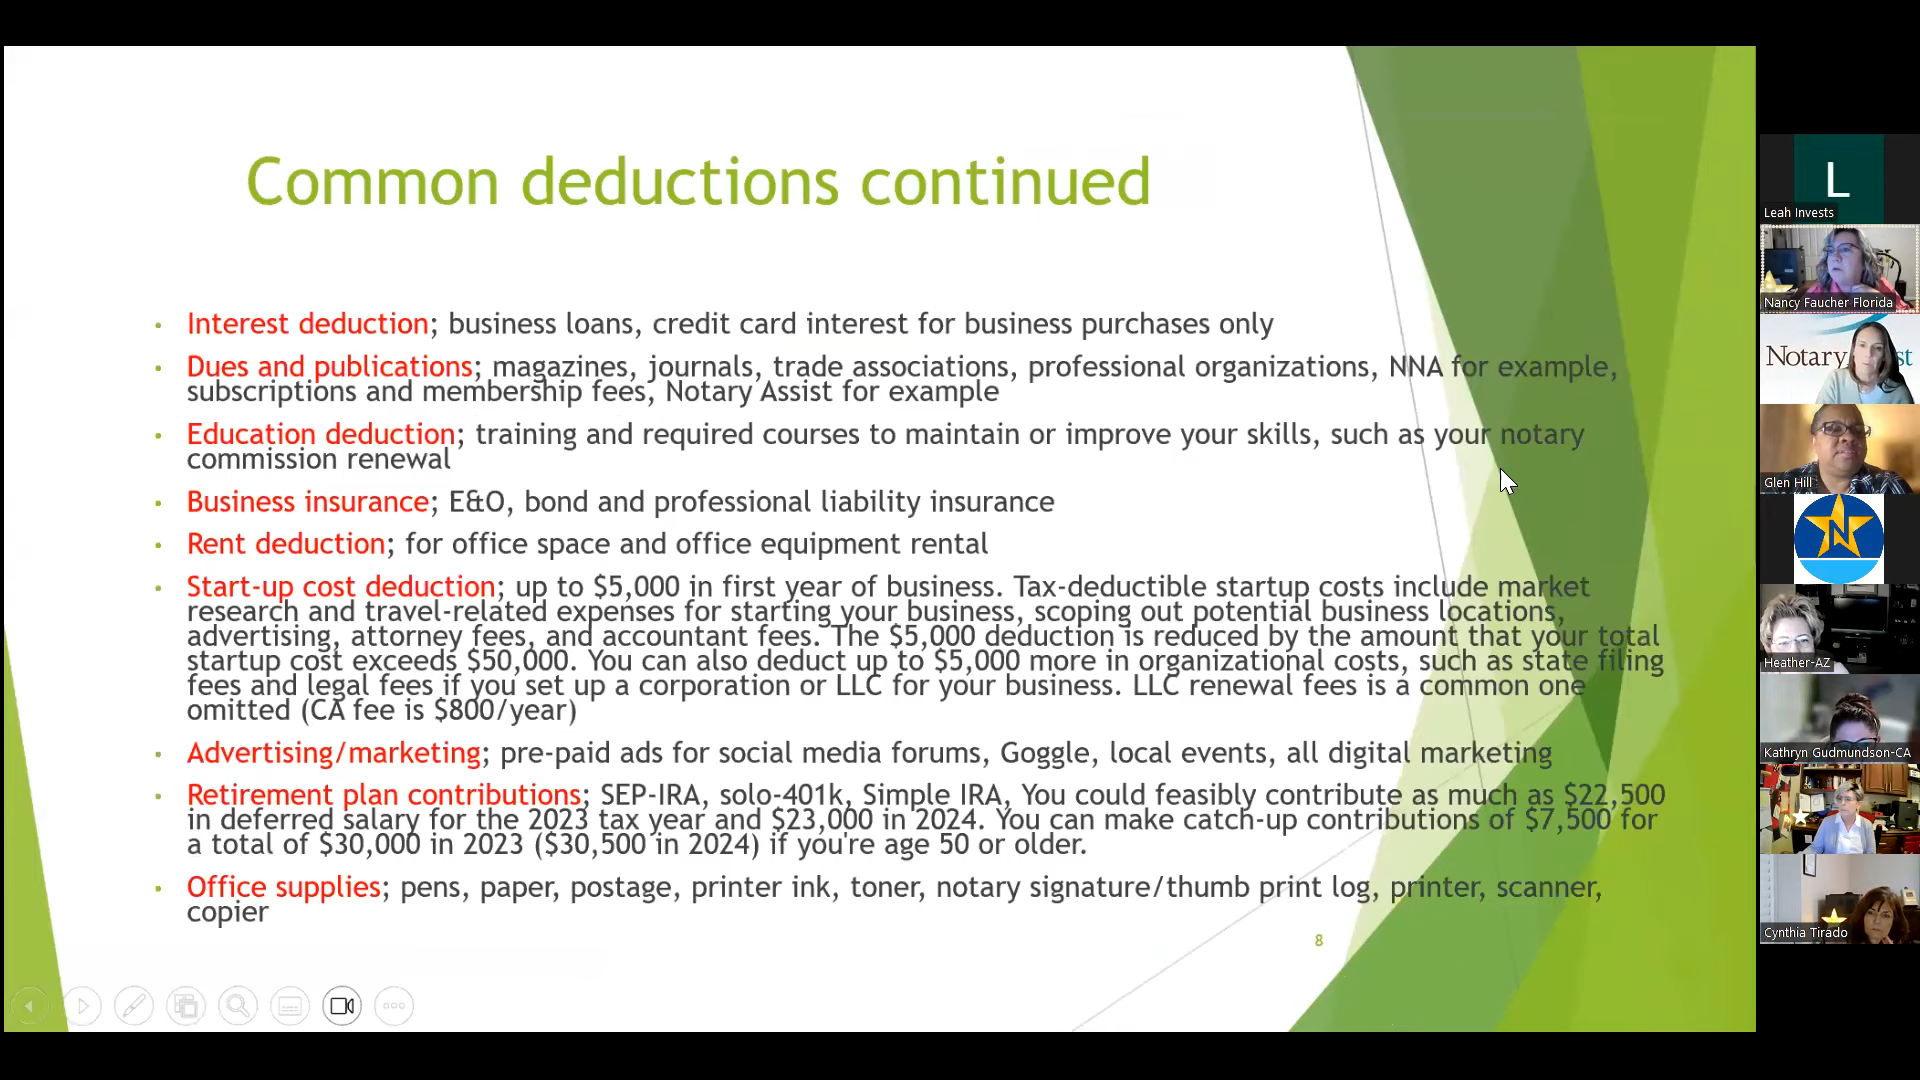 Common deductions continued
Interest deduction; business loans, credit card interest for business purchases only
Dues and publications; magazines, journals, trade associations, professional organizations, NNA for example,
subscriptions and membership fees, Notary Assist for example
Education deduction; training and required courses to maintain or improve your skills, such as your notary
commission renewal
Business insurance; E&O, bond and professional liability insurance
Rent deduction; for office space and office equipment rental
Start-up cost deduction; up to $5,000 in first year of business. Tax-deductible startup costs include market
research and travel-related expenses for starting your business, scoping out potential business locations,
advertising, attorney fees, and accountant fees. The $5,000 deduction is reduced by the amount that your total
startup cost exceeds $50,000. You can also deduct up to $5,000 more in organizational costs, such as state filing
fees and legal fees if you set up a corporation or LLC for your business. LLC renewal fees is a common one
omitted (CA fee is $800/year)
Advertising/marketing; pre-paid ads for social media forums, Goggle, local events, all digital marketing
Retirement plan contributions; SEP-IRA, solo-401k, Simple IRA, You could feasibly contribute as much as $22,500
in deferred salary for the 2023 tax year and $23,000 in 2024. You can make catch-up contributions of $7,500 for
a total of $30,000 in 2023 ($30,500 in 2024) if you're age 50 or older.
Office supplies; pens, paper, postage, printer ink, toner, notary signature/thumb print log, printer, scanner,
copier
8
L
Leah Invests
Nancy Faucher Florida
Notary st
Glen Hill
N
Heather-AZ
Kathryn Gudmundson-CA
Cynthia Tirado